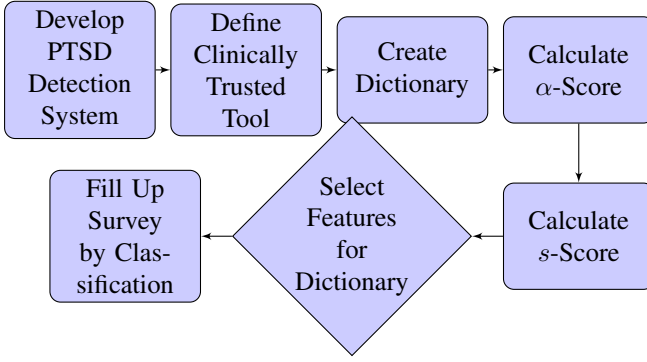 Develop
PTSD
Detection
System
Define
Clinically
Trusted
Tool
Create
Dictionary
Calculate
α-Score
Fill Up
Survey
by Clas-
sification
Select
Features
for
Dictionary
Calculate
s-Score